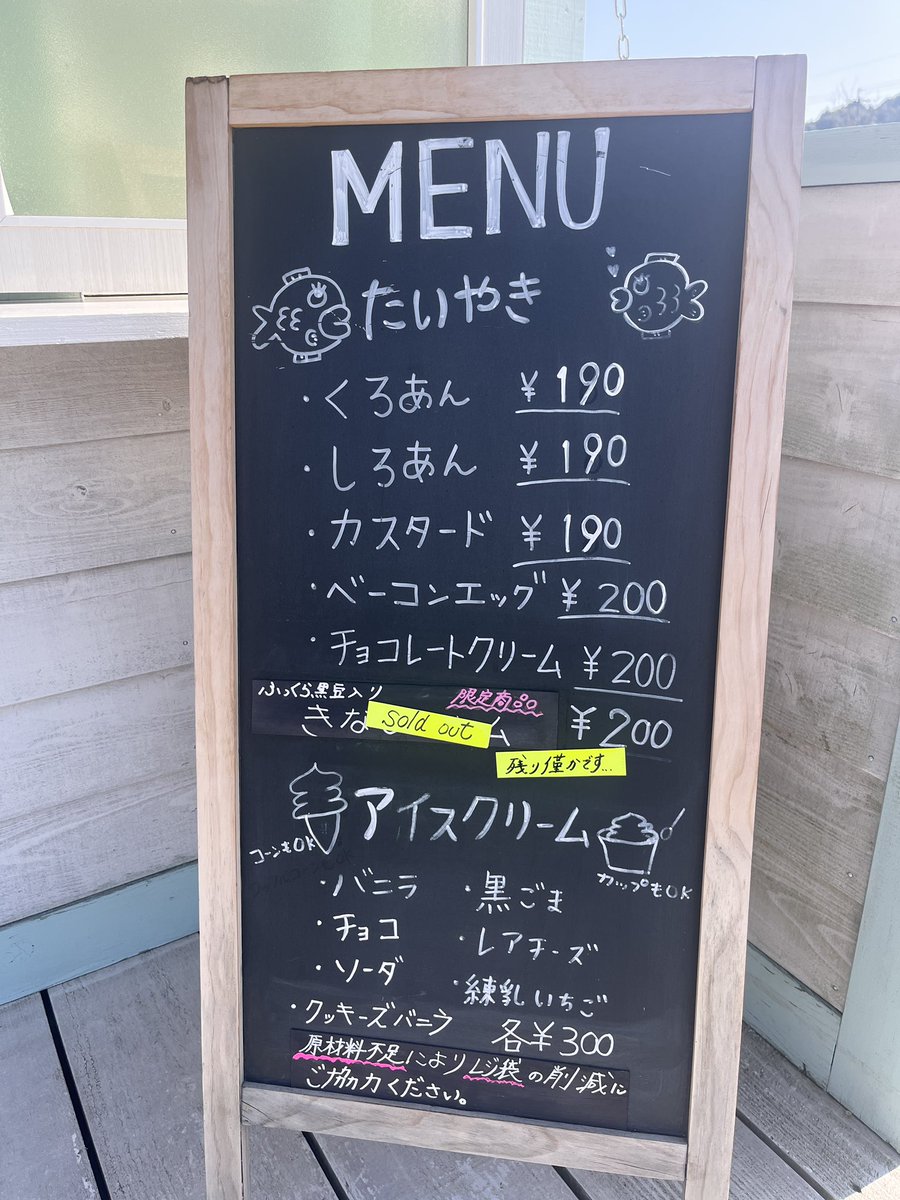 MENU
たいやき
・くろあん ¥190
・しろあん ¥190
・カスタード ¥190
・ベーコンエッグ ¥200
・チョコレートクリーム ¥200
ふっくら黒豆入り 限定商品
きな sold out ム ¥200
残り僅かです...
アイスクリーム
コーンもOK
カップもOK
・バニラ ・黒ごま
・チョコ ・レアチーズ
・ソーダ ・練乳いちご
・クッキーズバニラ 各¥300
原材料不足によりレジ袋の削減に
ご協力ください。